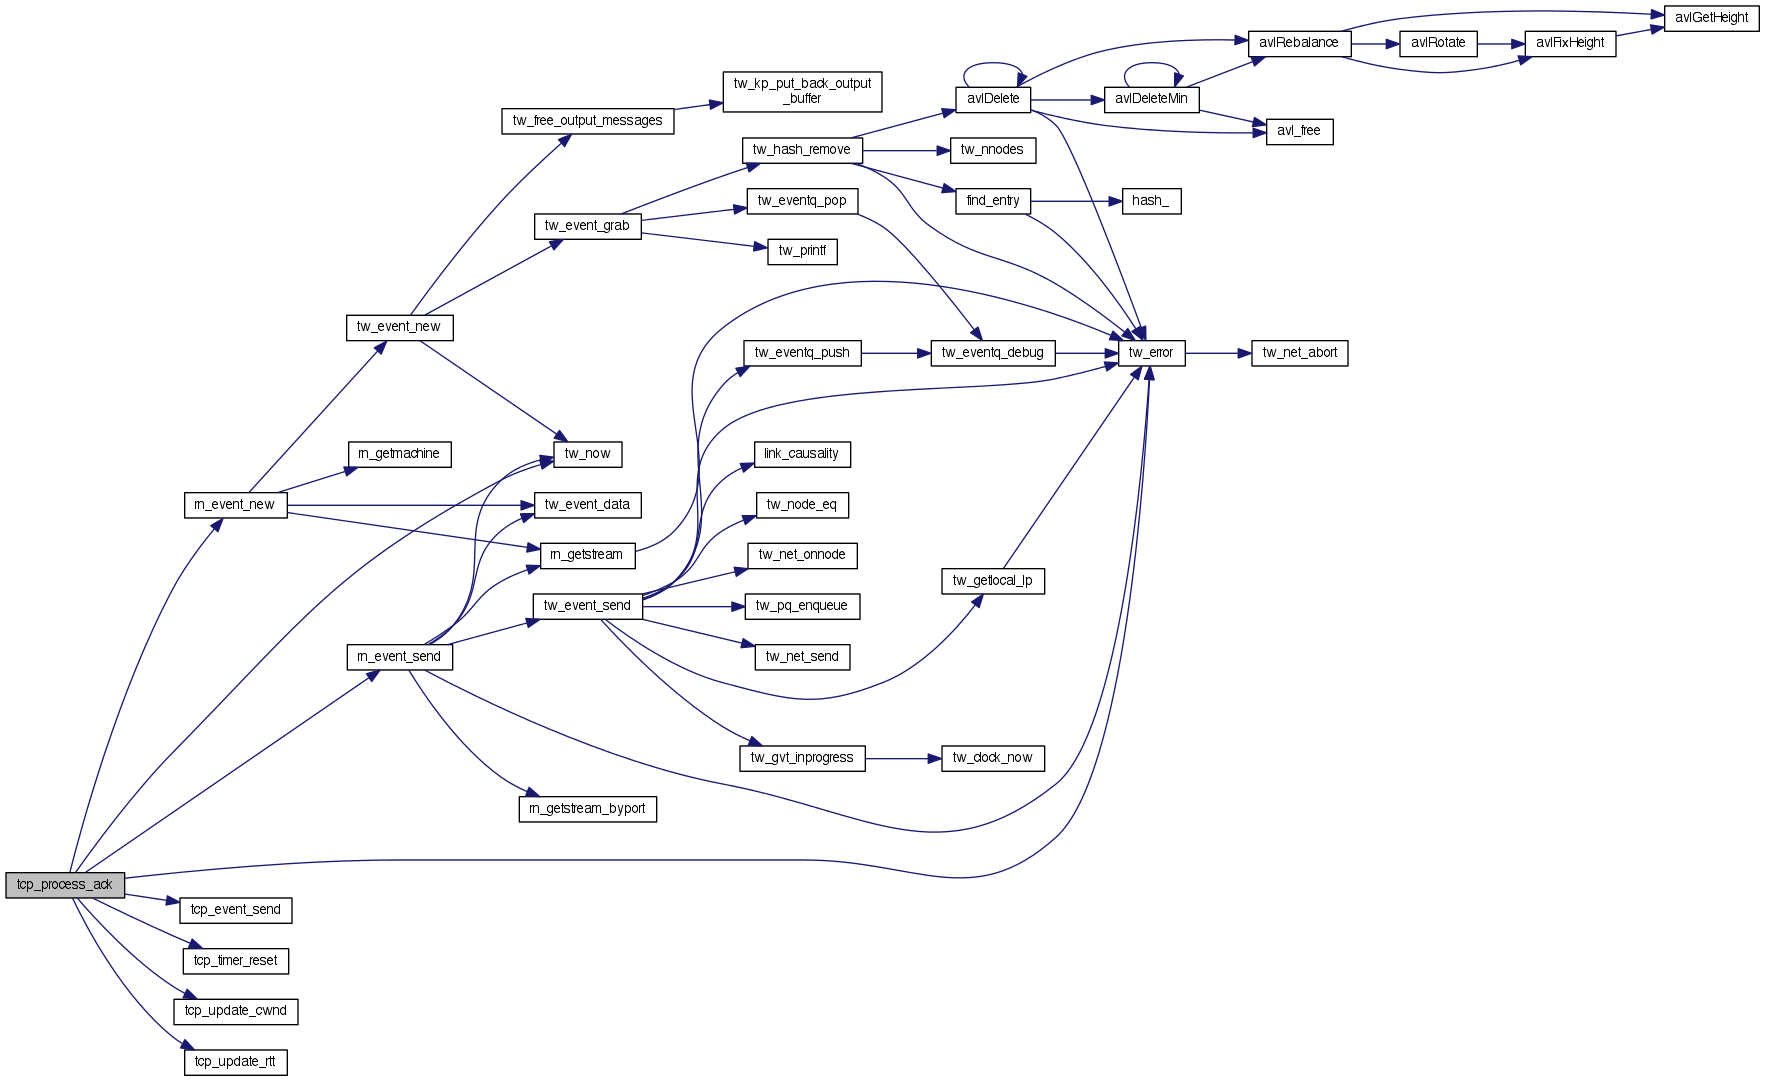 avlGetHeight
avlRebalance
avlRotate
avlFixHeight
tw_kp_put_back_output
_buffer
avlDelete
avlDeleteMin
tw_free_output_messages
avl_free
tw_hash_remove
tw_nnodes
tw_eventq_pop
find_entry
hash_
tw_event_grab
tw_printf
tw_event_new
tw_eventq_push
tw_eventq_debug
tw_error
tw_net_abort
rn_getmachine
tw_now
link_causality
rn_event_new
tw_event_data
tw_node_eq
rn_getstream
tw_net_onnode
tw_getlocal_lp
tw_event_send
tw_pq_enqueue
rn_event_send
tw_net_send
tw_gvt_inprogress
tw_clock_now
rn_getstream_byport
tcp_process_ack
tcp_event_send
tcp_timer_reset
tcp_update_cwnd
tcp_update_rtt